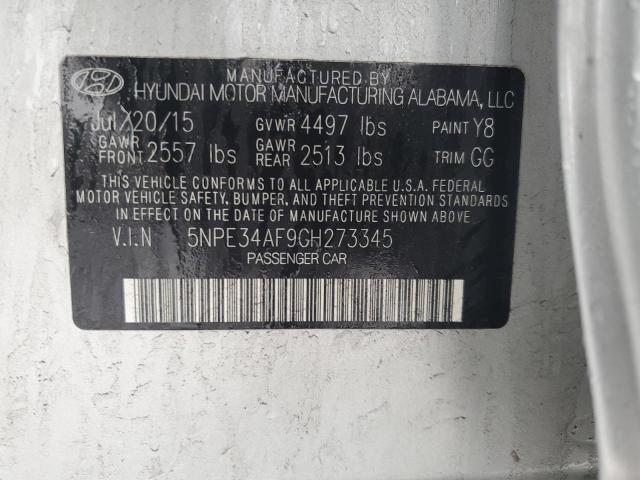 MANUFACTURED BY
HYUNDAI MOTOR MANUFACTURING ALABAMA, LLC
Jul/20/15 GVWR 4497 lbs PAINT Y8
GAWR FRONT 2557 lbs GAWR REAR 2513 lbs TRIM GG
THIS VEHICLE CONFORMS TO ALL APPLICABLE U.S.A. FEDERAL
MOTOR VEHICLE SAFETY, BUMPER, AND THEFT PREVENTION STANDARDS
IN EFFECT ON THE DATE OF MANUFACTURE SHOWN ABOVE.
V.I.N 5NPE34AF9GH273345
PASSENGER CAR